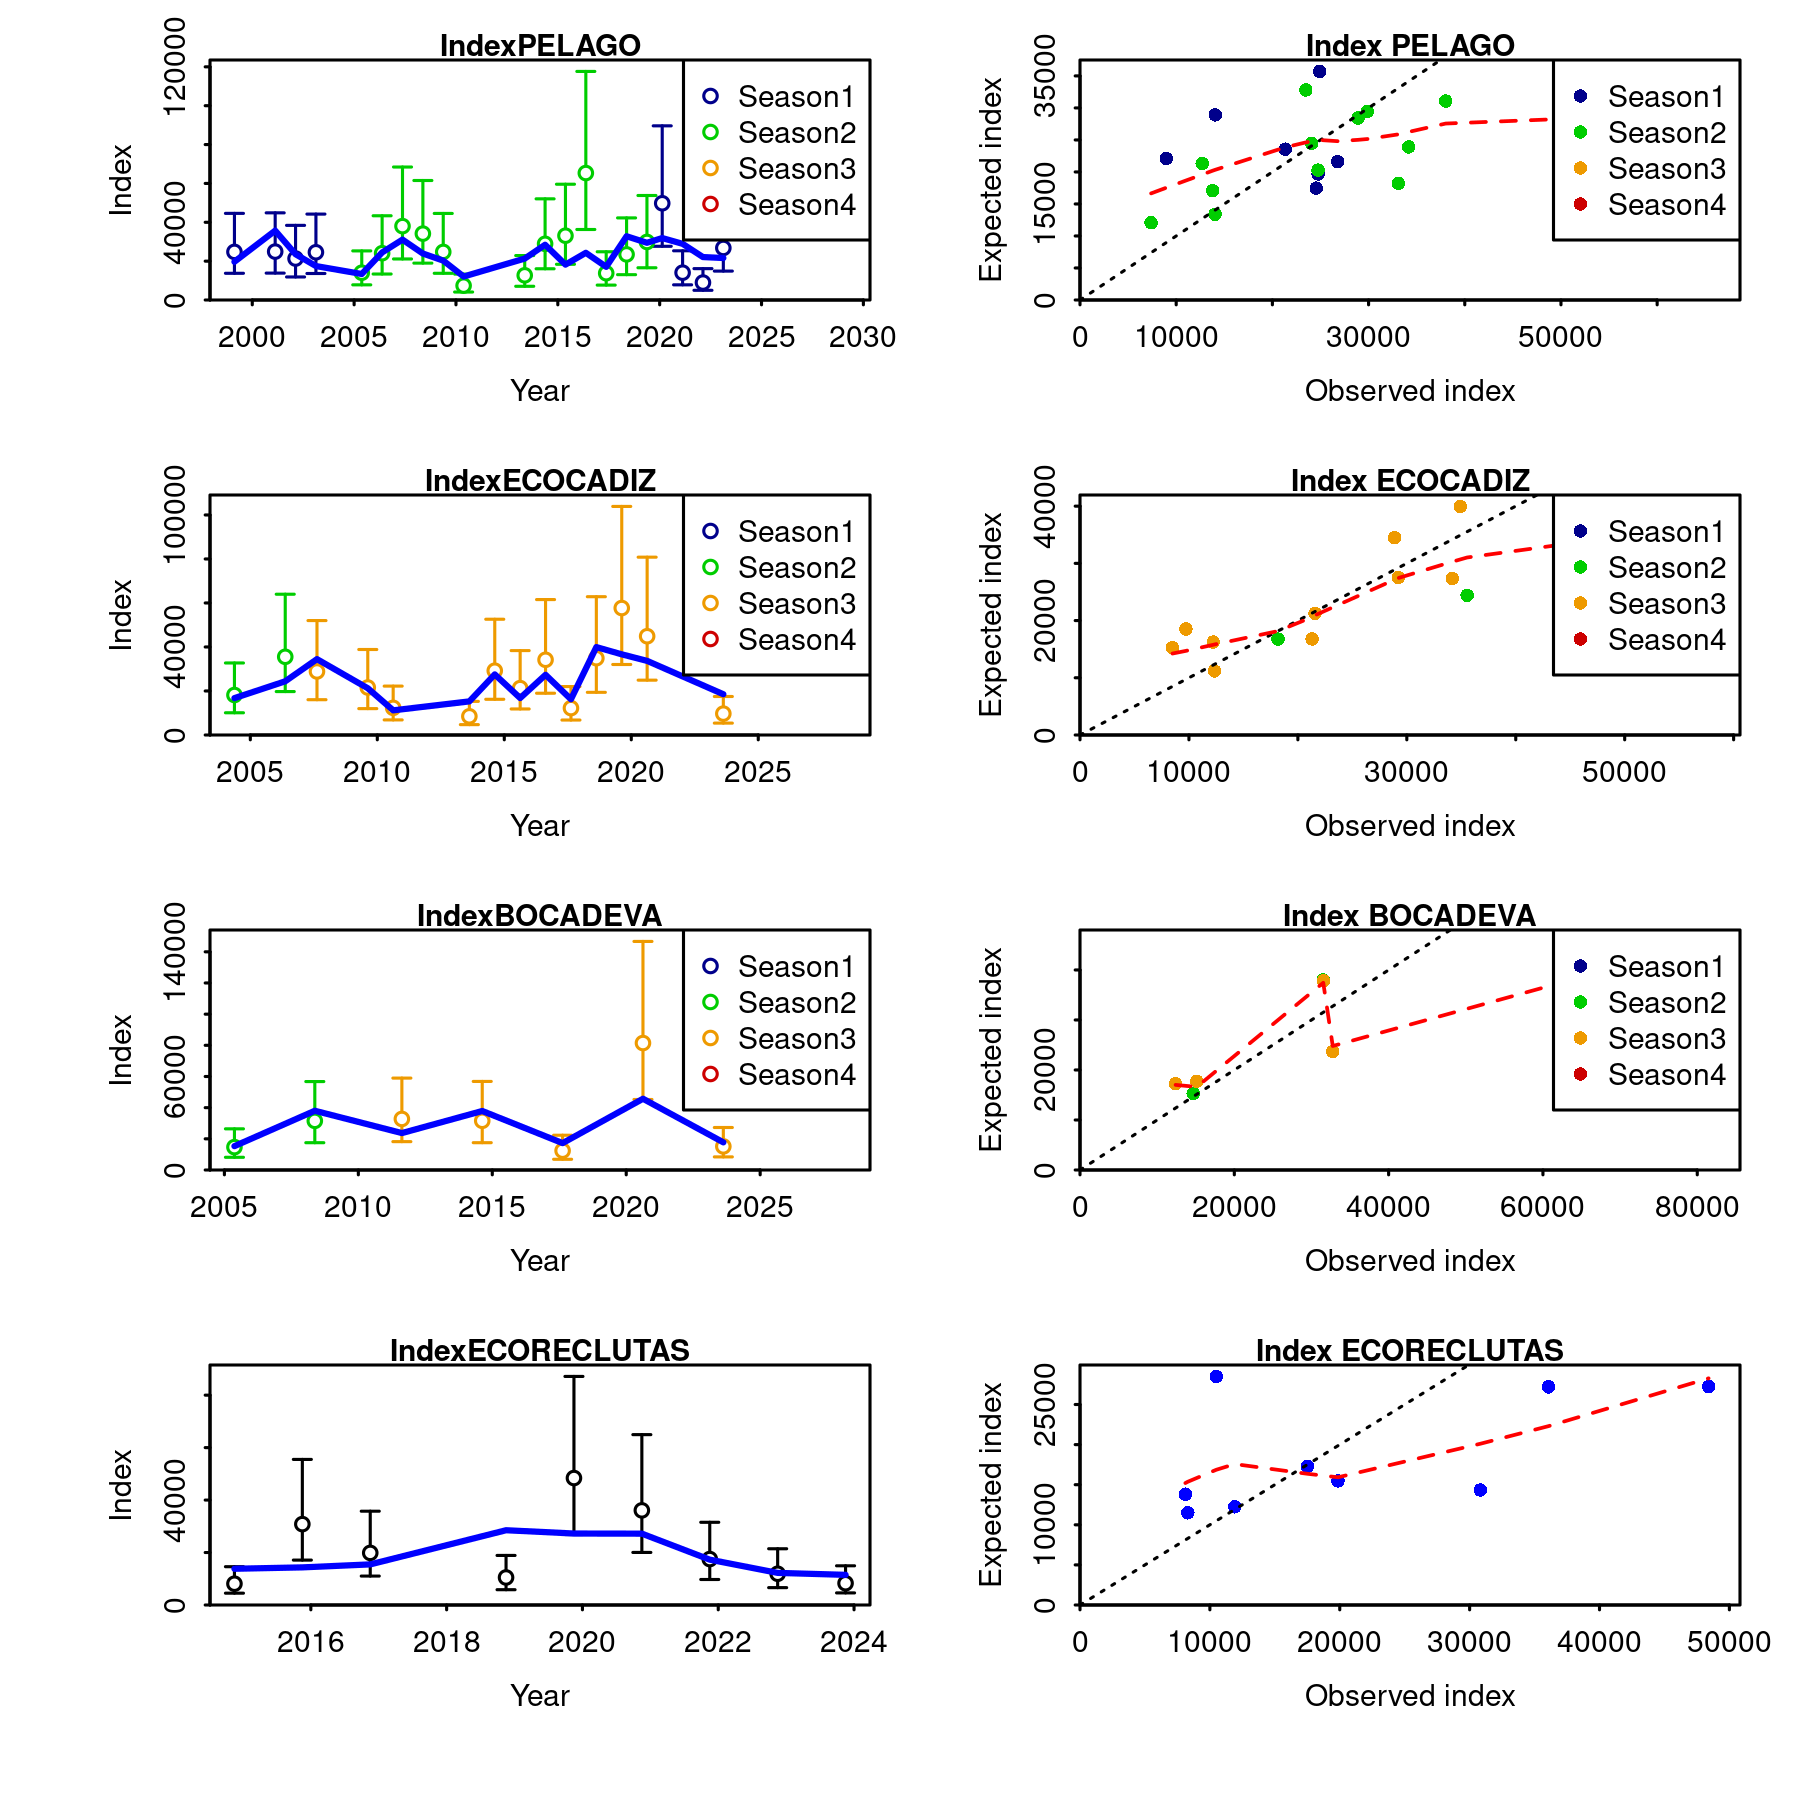 IndexPELAGO
Index
0 40000 120000
Season1
Season2
Season3
Season4
2000 2005 2010 2015 2020 2025 2030
Year
Index PELAGO
Expected index
0 15000 35000
Season1
Season2
Season3
Season4
0 10000 30000 50000
Observed index
IndexECOCADIZ
Index
0 40000 100000
Season1
Season2
Season3
Season4
2005 2010 2015 2020 2025
Year
Index ECOCADIZ
Expected index
0 20000 40000
Season1
Season2
Season3
Season4
0 10000 30000 50000
Observed index
IndexBOCADEVA
Index
0 60000 140000
Season1
Season2
Season3
Season4
2005 2010 2015 2020 2025
Year
Index BOCADEVA
Expected index
0 20000
Season1
Season2
Season3
Season4
0 20000 40000 60000 80000
Observed index
IndexECORECLUTAS
Index
0 40000
2016 2018 2020 2022 2024
Year
Index ECORECLUTAS
Expected index
0 10000 25000
0 10000 20000 30000 40000 50000
Observed index